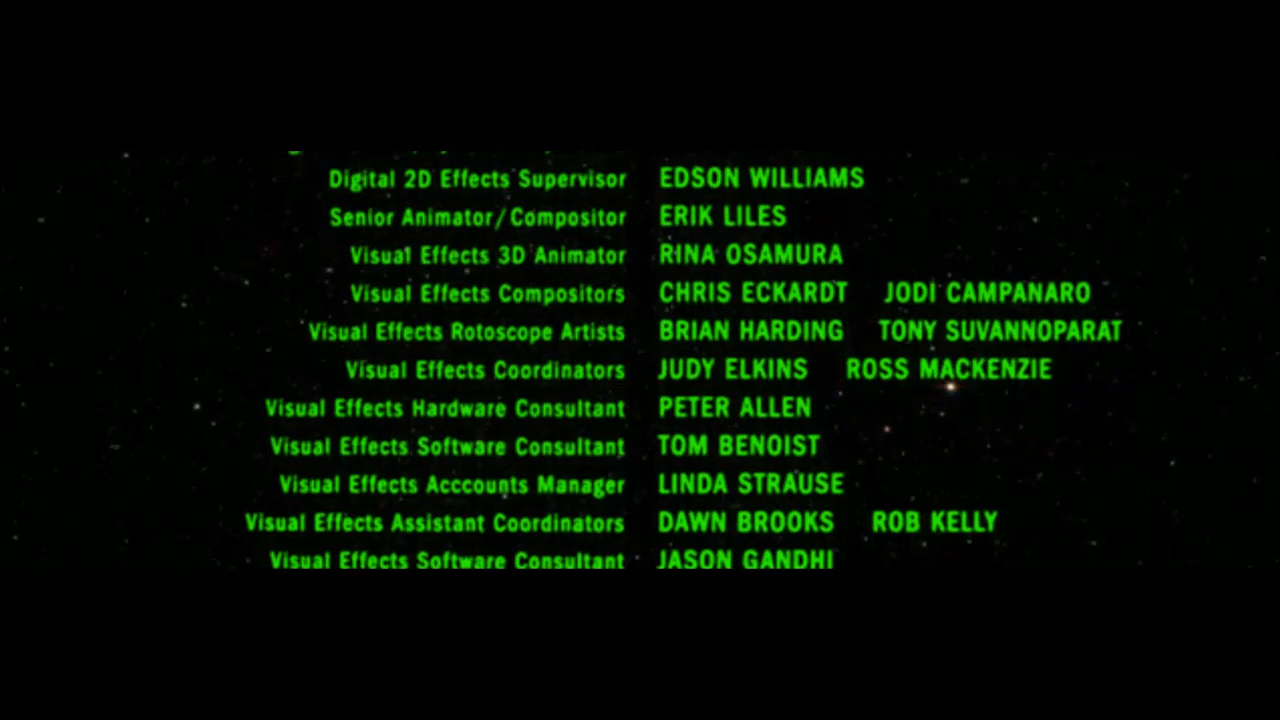 Digital 2D Effects Supervisor EDSON WILLIAMS
Senior Animator/Compositor ERIK LILES
Visual Effects 3D Animator RINA OSAMURA
Visual Effects Compositors CHRIS ECKARDT JODI CAMPANARO
Visual Effects Rotoscope Artists BRIAN HARDING TONY SUVANNOPARAT
Visual Effects Coordinators JUDY ELKINS ROSS MACKENZIE
Visual Effects Hardware Consultant PETER ALLEN
Visual Effects Software Consultant TOM BENOIST
Visual Effects Acccounts Manager LINDA STRAUSE
Visual Effects Assistant Coordinators DAWN BROOKS ROB KELLY
Visual Effects Software Consultant JASON GANDHI